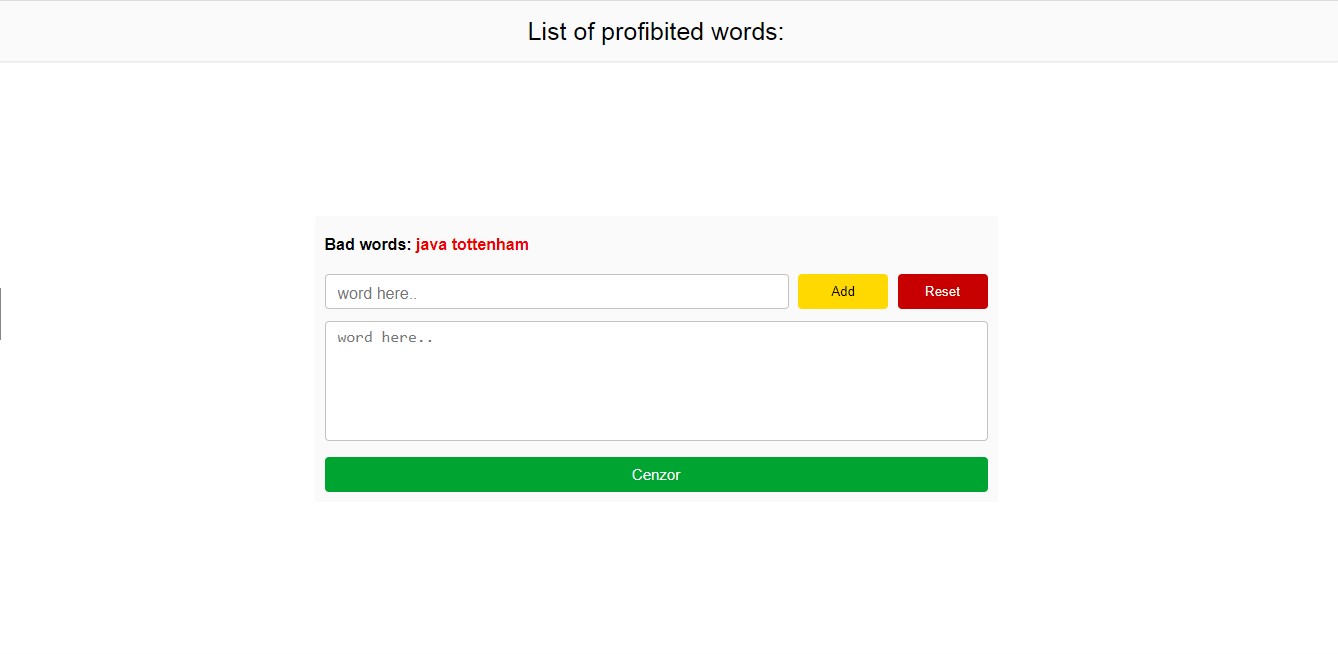 List of profibited words:
Bad words: java tottenham
word here..
Add
Reset
word here..
Cenzor